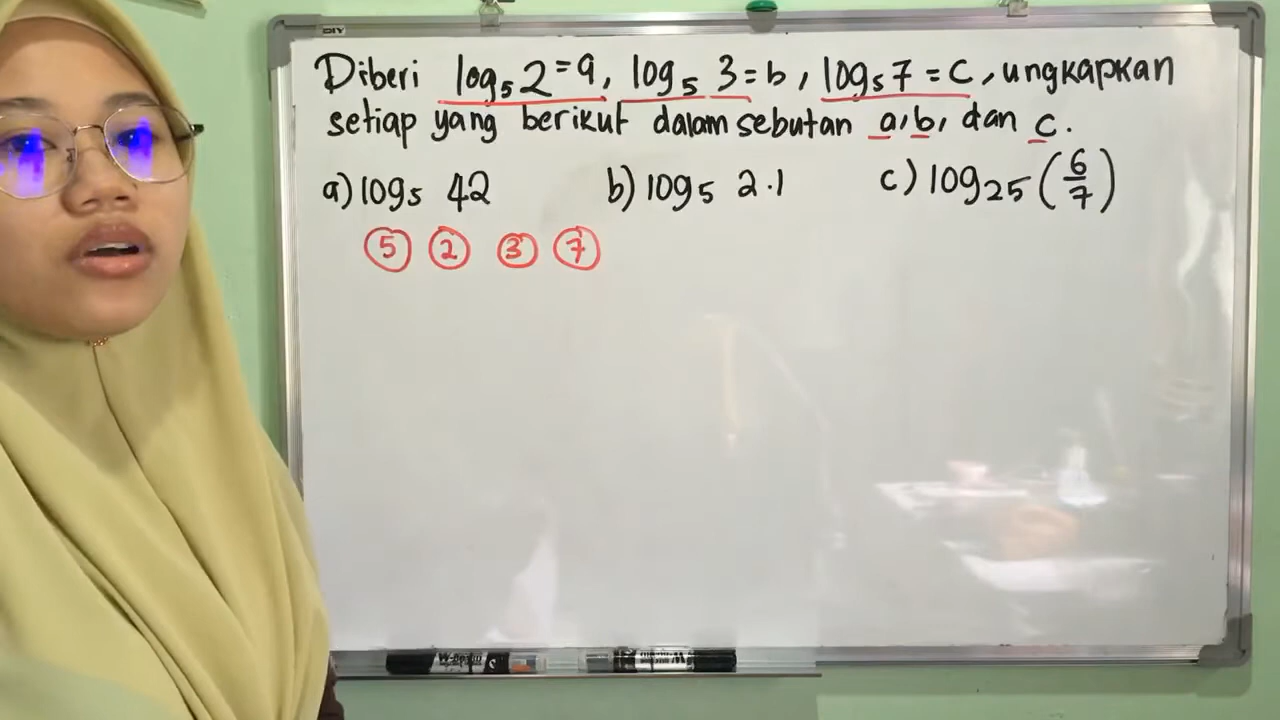 DIY
Diberi log₅ 2 = a, log₅ 3 = b, log₅ 7 = c, ungkapkan
setiap yang berikut dalam sebutan a, b, dan c.
a) log₅ 42 b) log₅ 2.1 c) log₂₅ (6/7)
5 2 3 7